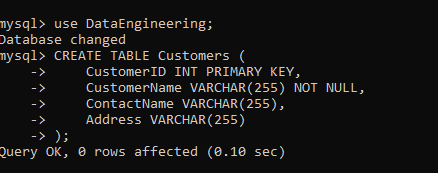 mysql> use DataEngineering;
Database changed
mysql> CREATE TABLE Customers (
    ->     CustomerID INT PRIMARY KEY,
    ->     CustomerName VARCHAR(255) NOT NULL,
    ->     ContactName VARCHAR(255),
    ->     Address VARCHAR(255)
    -> );
Query OK, 0 rows affected (0.10 sec)